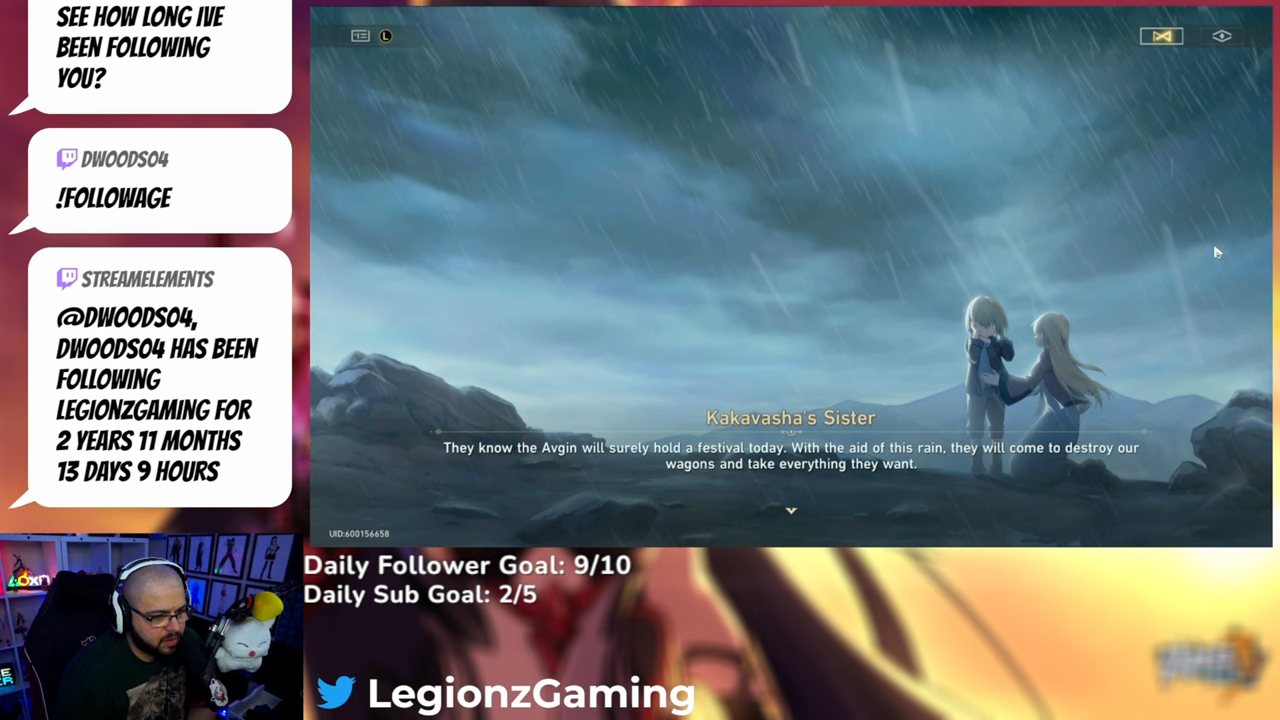 SEE HOW LONG IVE
BEEN FOLLOWING
YOU?
DWOODS04
!FOLLOWAGE
STREAMELEMENTS
@DWOODS04,
DWOODS04 HAS BEEN
FOLLOWING
LEGIONZGAMING FOR
2 YEARS 11 MONTHS
13 DAYS 9 HOURS
L
Kakavasha's Sister
They know the Avgin will surely hold a festival today. With the aid of this rain, they will come to destroy our
wagons and take everything they want.
UID:600156658
Daily Follower Goal: 9/10
Daily Sub Goal: 2/5
LegionzGaming